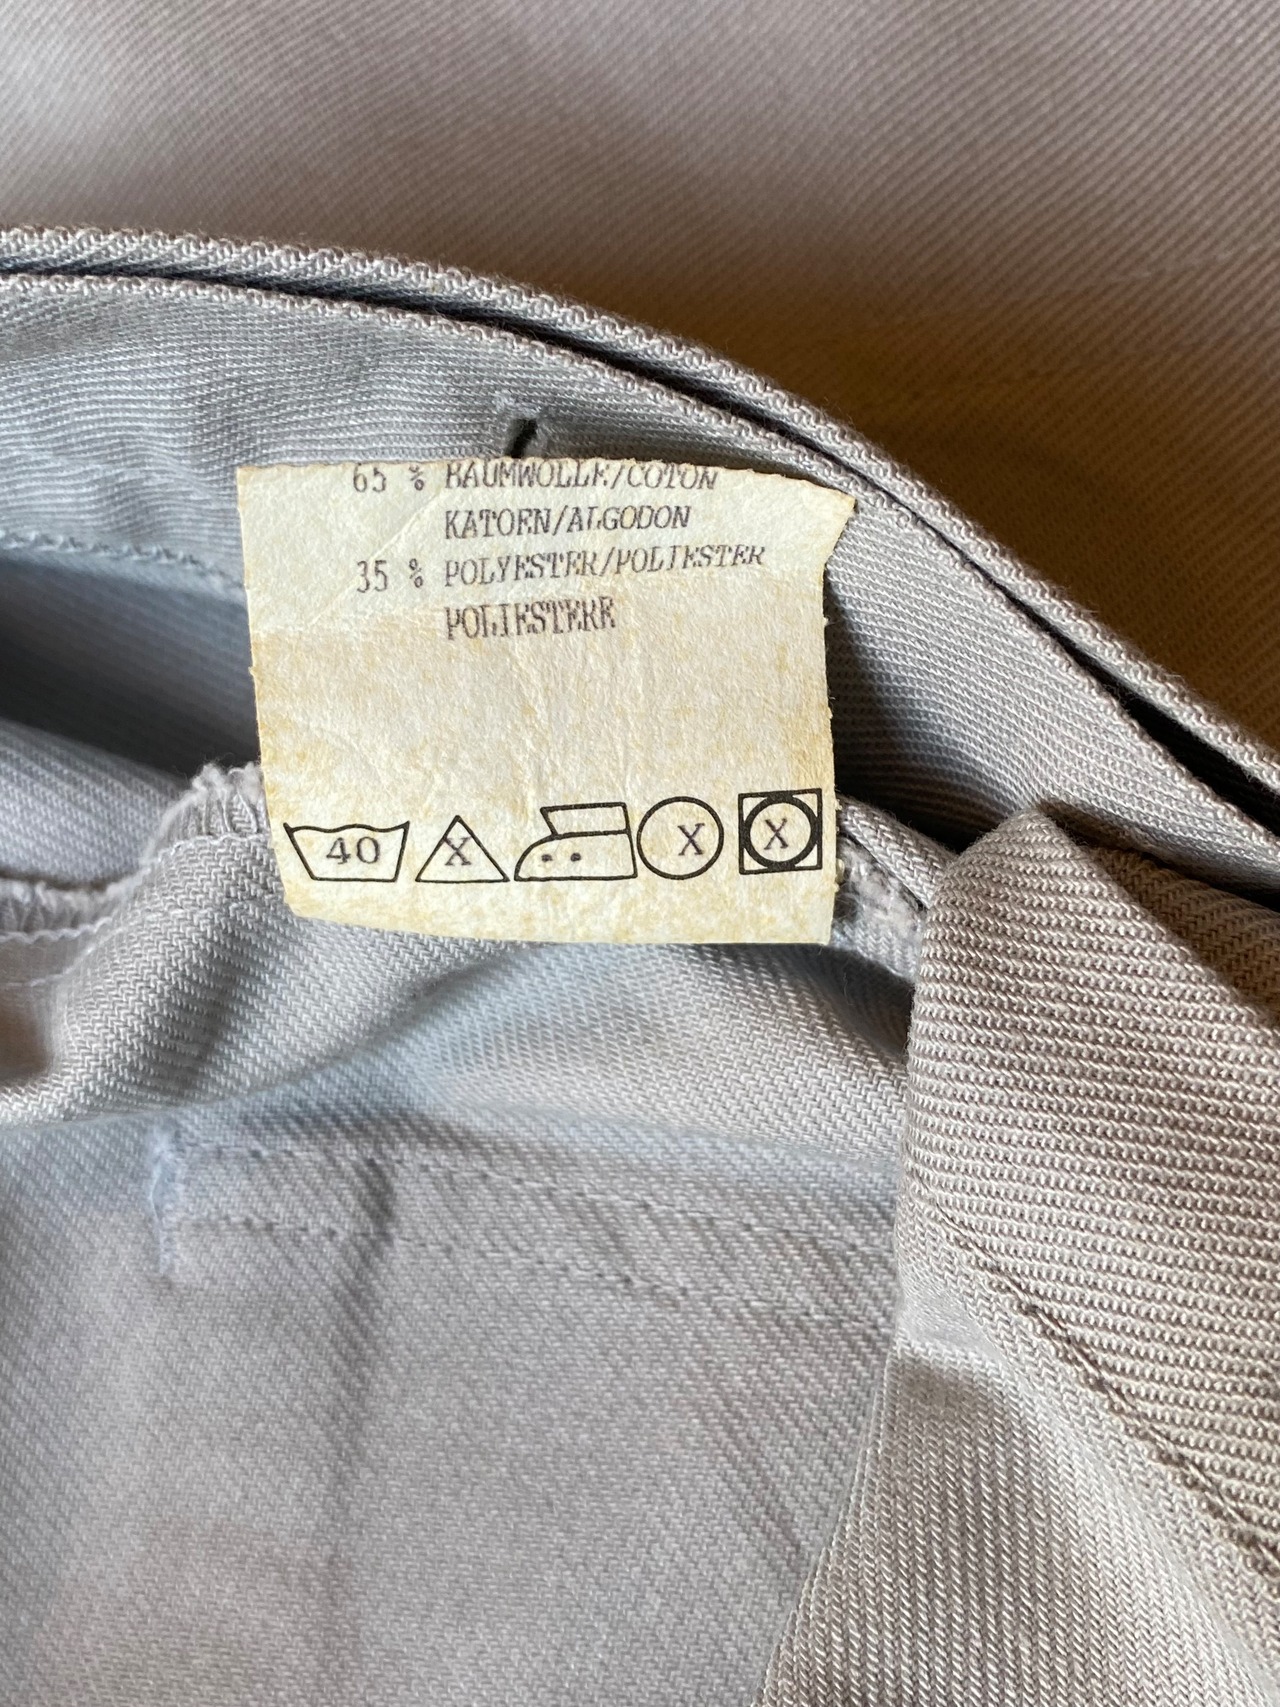 65 % BAUMWOLLE/COTON
KATOEN/ALGODON
35 % POLYESTER/POLIESTER
POLIESTERE
40 X X X